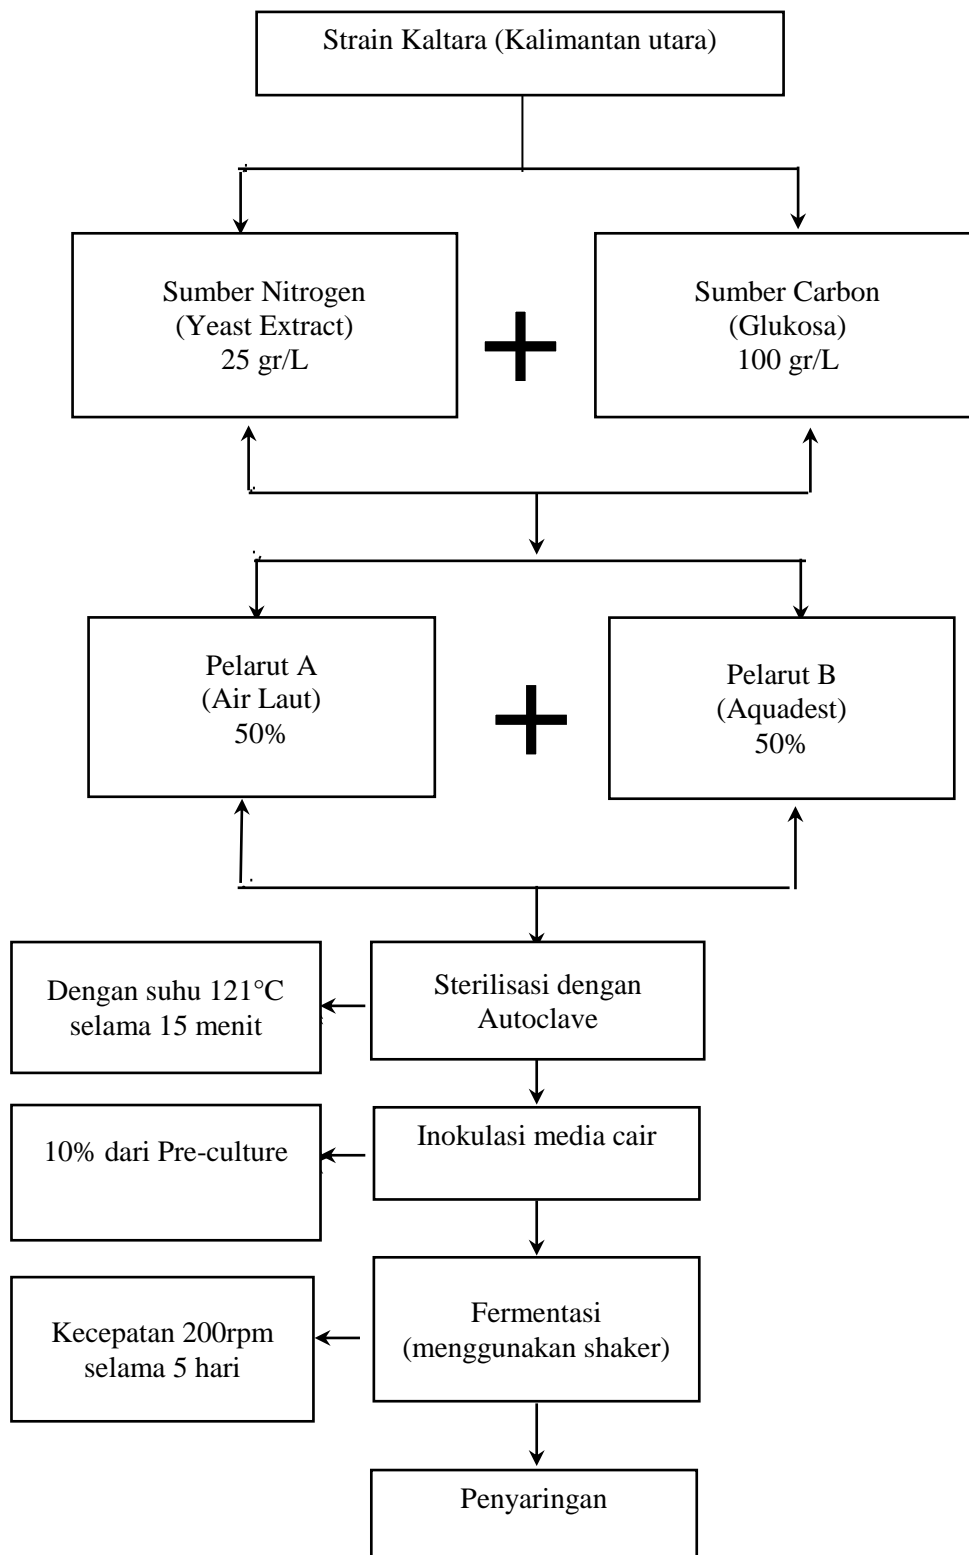 Strain Kaltara (Kalimantan utara)
Sumber Nitrogen
(Yeast Extract)
25 gr/L
Sumber Carbon
(Glukosa)
100 gr/L
Pelarut A
(Air Laut)
50%
Pelarut B
(Aquadest)
50%
Dengan suhu 121°C
selama 15 menit
Sterilisasi dengan
Autoclave
10% dari Pre-culture
Inokulasi media cair
Kecepatan 200rpm
selama 5 hari
Fermentasi
(menggunakan shaker)
Penyaringan